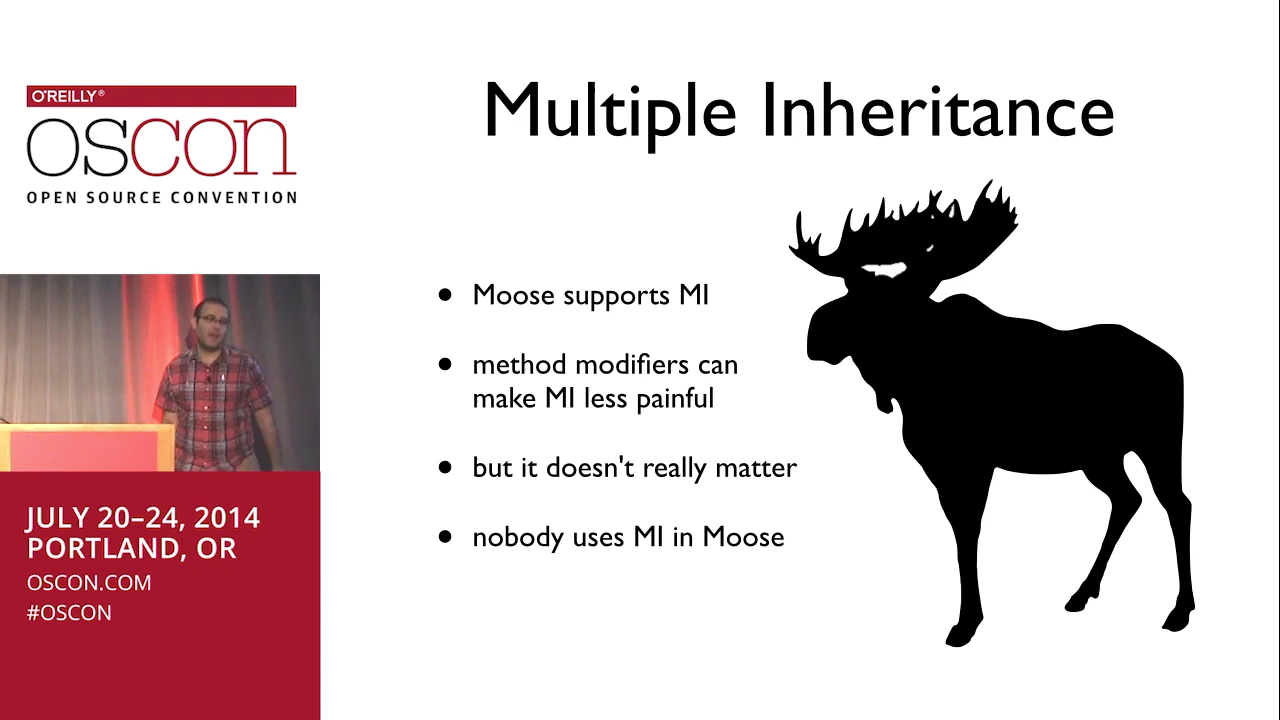 O'REILLY®
OSCON
OPEN SOURCE CONVENTION
JULY 20–24, 2014
PORTLAND, OR
OSCON.COM
#OSCON
Multiple Inheritance
• Moose supports MI
• method modifiers can
make MI less painful
• but it doesn't really matter
• nobody uses MI in Moose